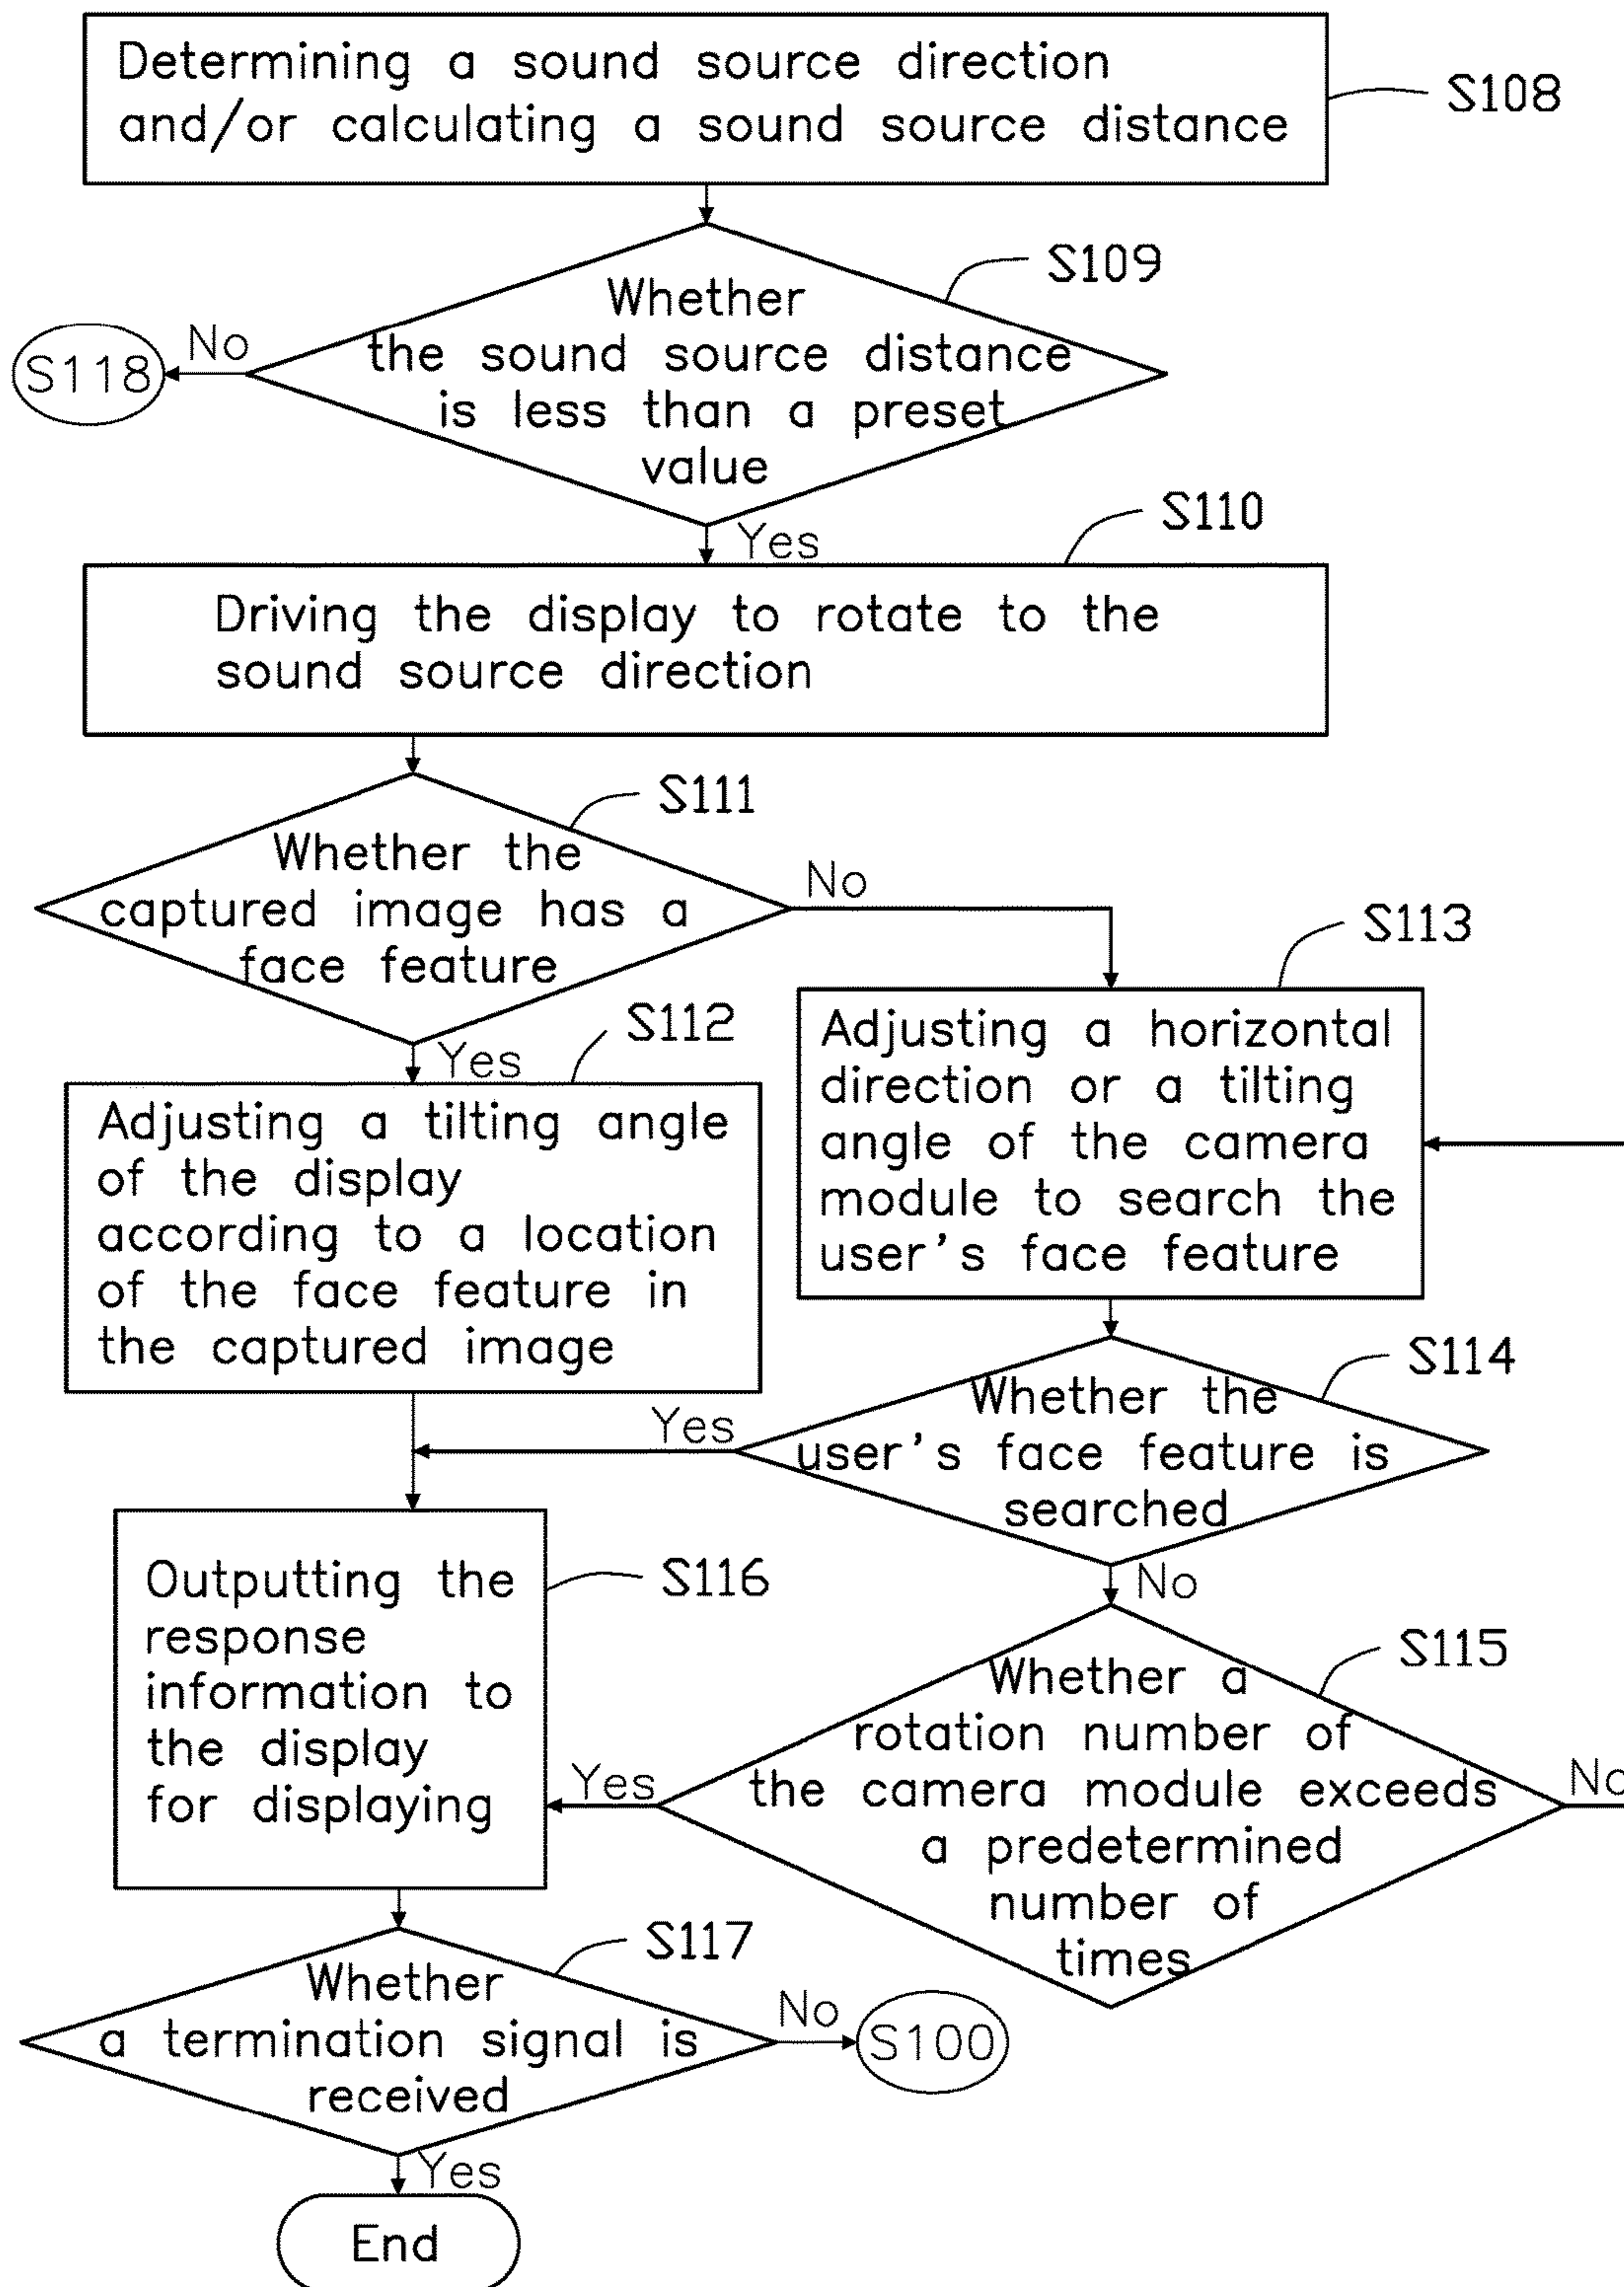 Determining a sound source direction
and/or calculating a sound source distance
S108
S109
Whether
the sound source distance
is less than a preset
value
No
S118
Yes
S110
Driving the display to rotate to the
sound source direction
S111
Whether the
captured image has a
face feature
No
S113
S112
Yes
Adjusting a horizontal
direction or a tilting
angle of the camera
module to search the
user's face feature
Adjusting a tilting angle
of the display
according to a location
of the face feature in
the captured image
S114
Whether the
user's face feature is
searched
Yes
No
S116
Outputting the
response
information to
the display
for displaying
S115
Whether a
rotation number of
the camera module exceeds
a predetermined
number of
times
Yes
No
S117
Whether
a termination signal is
received
No
S100
Yes
End